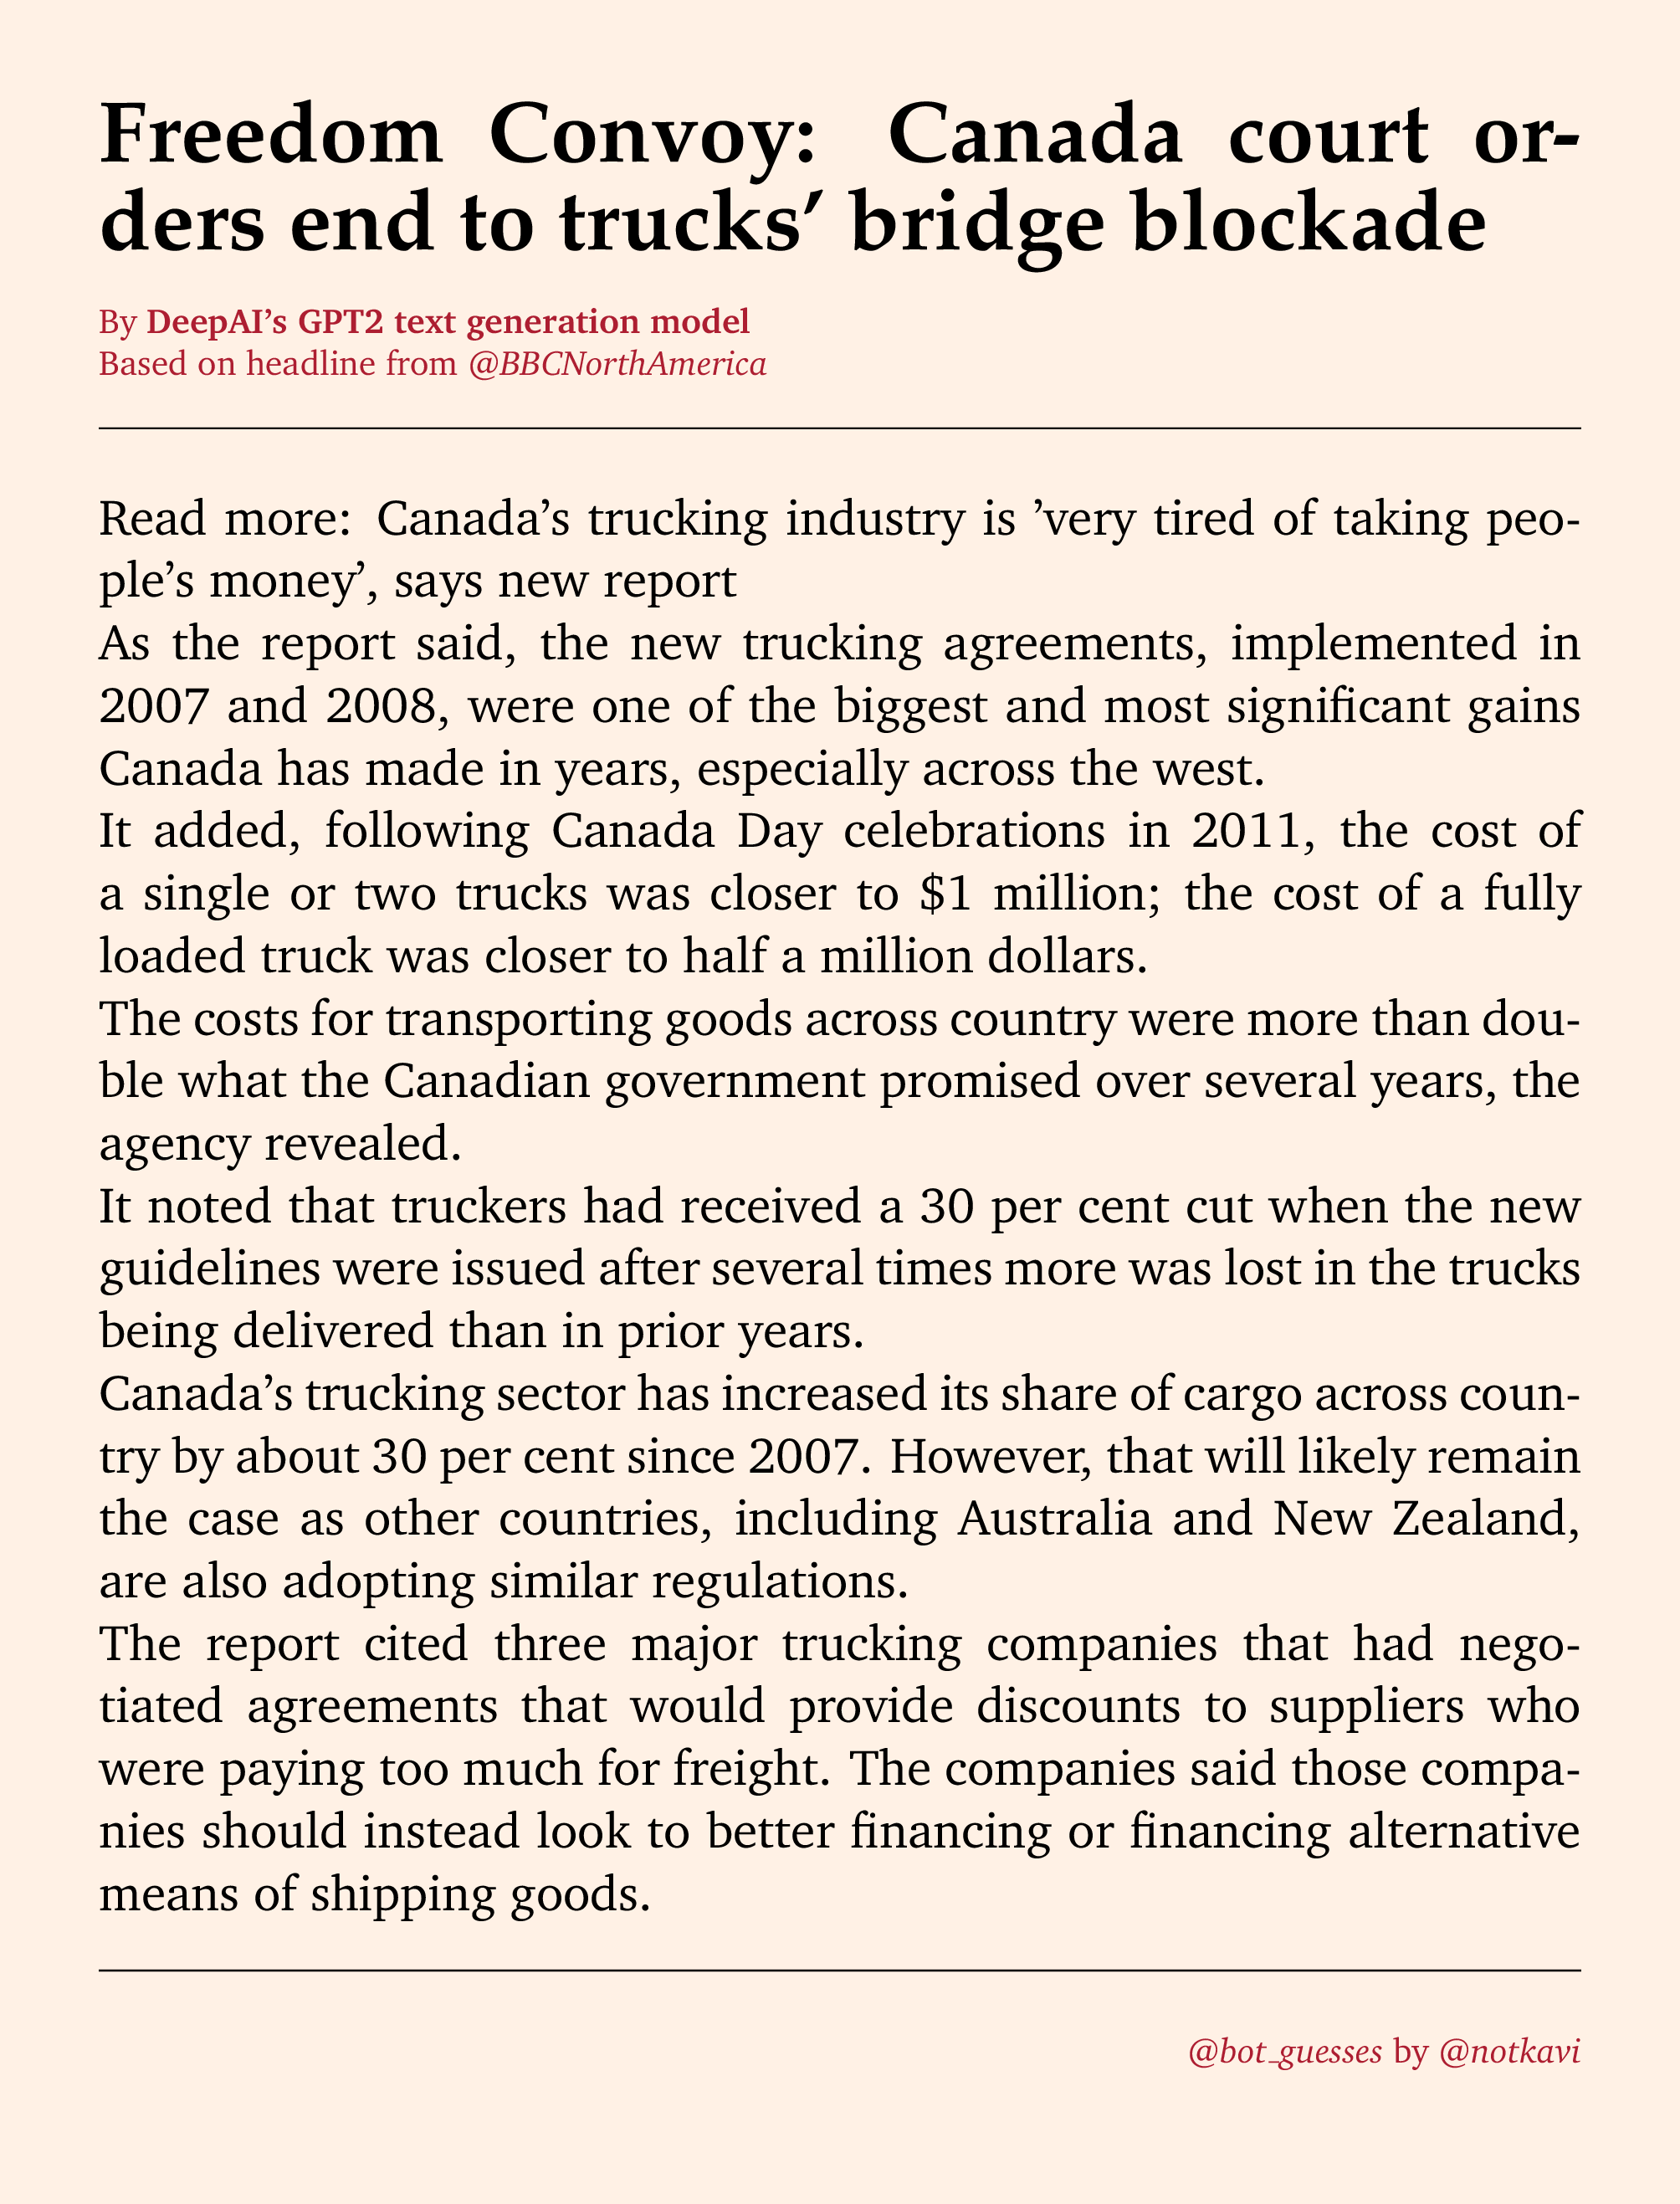 Freedom Convoy: Canada court or-
ders end to trucks’ bridge blockade
By DeepAI’s GPT2 text generation model
Based on headline from @BBCNorthAmerica
Read more: Canada’s trucking industry is ’very tired of taking peo-
ple’s money’, says new report
As the report said, the new trucking agreements, implemented in
2007 and 2008, were one of the biggest and most significant gains
Canada has made in years, especially across the west.
It added, following Canada Day celebrations in 2011, the cost of
a single or two trucks was closer to $1 million; the cost of a fully
loaded truck was closer to half a million dollars.
The costs for transporting goods across country were more than dou-
ble what the Canadian government promised over several years, the
agency revealed.
It noted that truckers had received a 30 per cent cut when the new
guidelines were issued after several times more was lost in the trucks
being delivered than in prior years.
Canada’s trucking sector has increased its share of cargo across coun-
try by about 30 per cent since 2007. However, that will likely remain
the case as other countries, including Australia and New Zealand,
are also adopting similar regulations.
The report cited three major trucking companies that had nego-
tiated agreements that would provide discounts to suppliers who
were paying too much for freight. The companies said those compa-
nies should instead look to better financing or financing alternative
means of shipping goods.
@bot_guesses by @notkavi